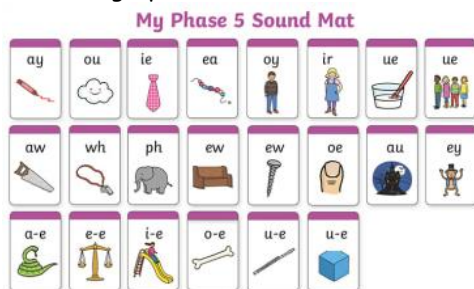 My Phase 5 Sound Mat
ay ou ie ea oy ir ue ue
aw wh ph ew ew oe au ey
a-e e-e i-e o-e u-e u-e